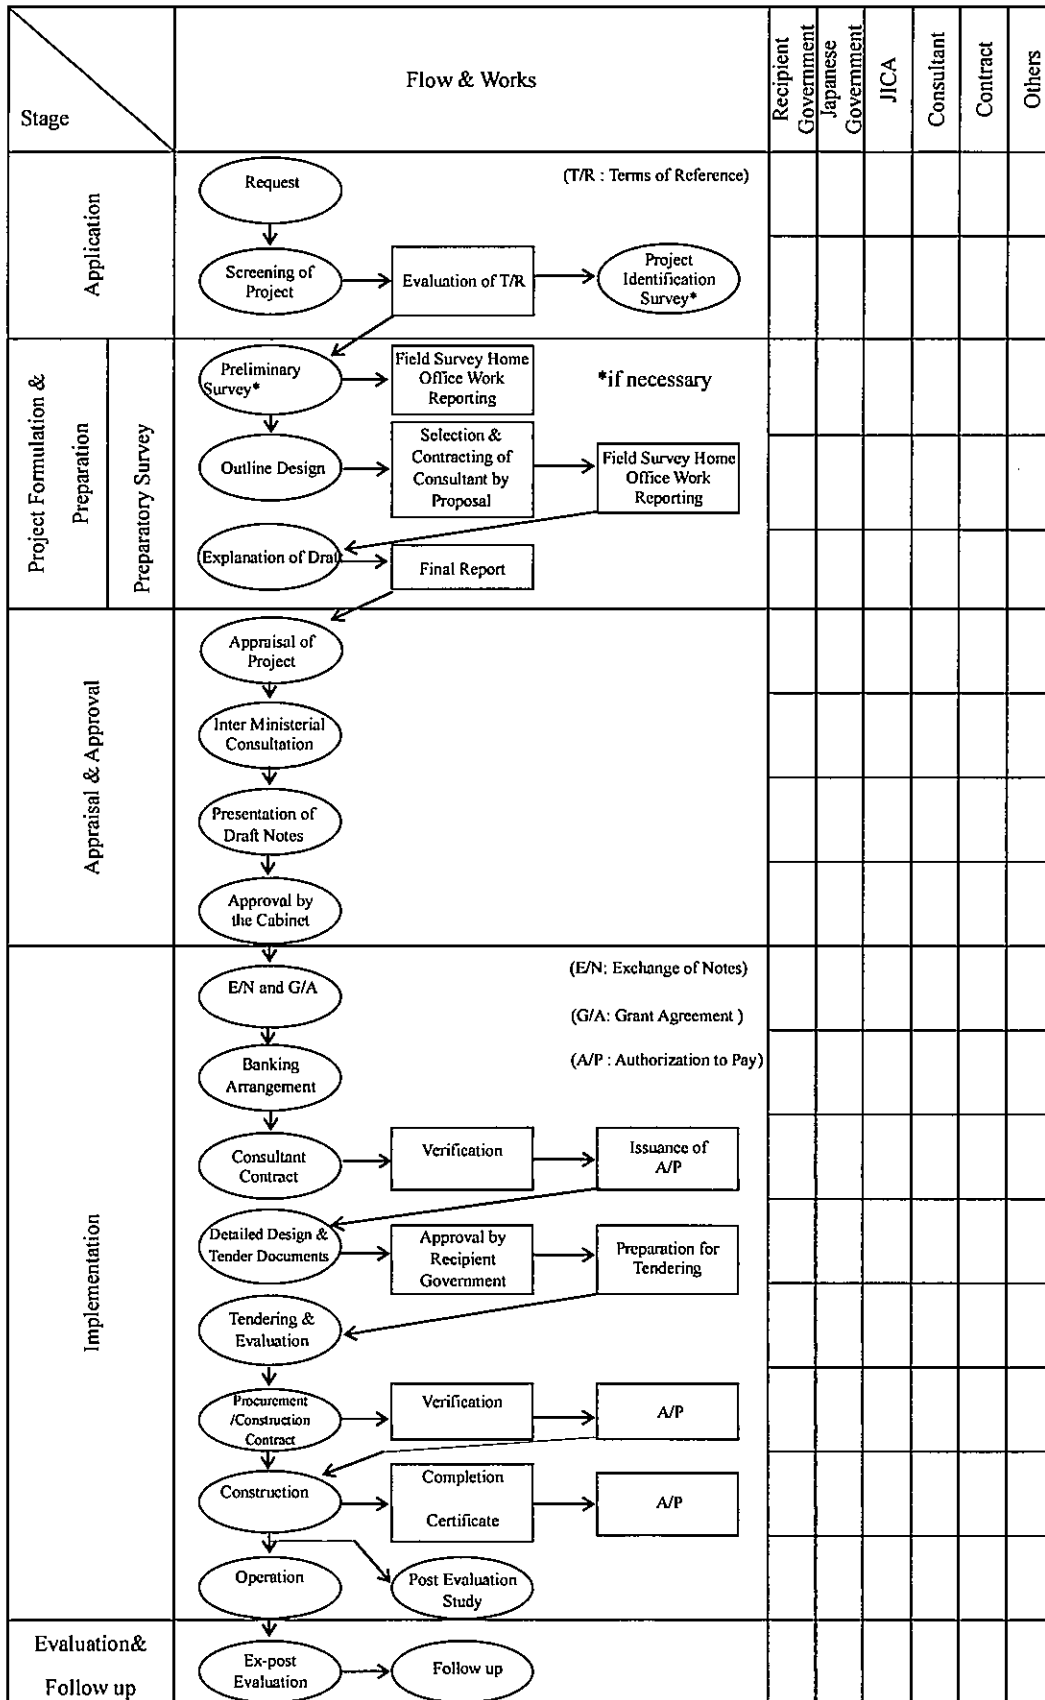 Stage
Flow & Works
Recipient
Government
Japanese
Government
JICA
Consultant
Contract
Others
Application
Request
(T/R : Terms of Reference)
Screening of
Project
Evaluation of T/R
Project
Identification
Survey*
Project Formulation &
Preparation
Preparatory Survey
Preliminary
Survey*
Field Survey Home
Office Work
Reporting
*if necessary
Outline Design
Selection &
Contracting of
Consultant by
Proposal
Field Survey Home
Office Work
Reporting
Explanation of Draft
Final Report
Appraisal & Approval
Appraisal of
Project
Inter Ministerial
Consultation
Presentation of
Draft Notes
Approval by
the Cabinet
Implementation
E/N and G/A
(E/N: Exchange of Notes)
(G/A: Grant Agreement )
(A/P : Authorization to Pay)
Banking
Arrangement
Consultant
Contract
Verification
Issuance of
A/P
Detailed Design &
Tender Documents
Approval by
Recipient
Government
Preparation for
Tendering
Tendering &
Evaluation
Procurement
/Construction
Contract
Verification
A/P
Construction
Completion
Certificate
A/P
Operation
Post Evaluation
Study
Evaluation&
Follow up
Ex-post
Evaluation
Follow up